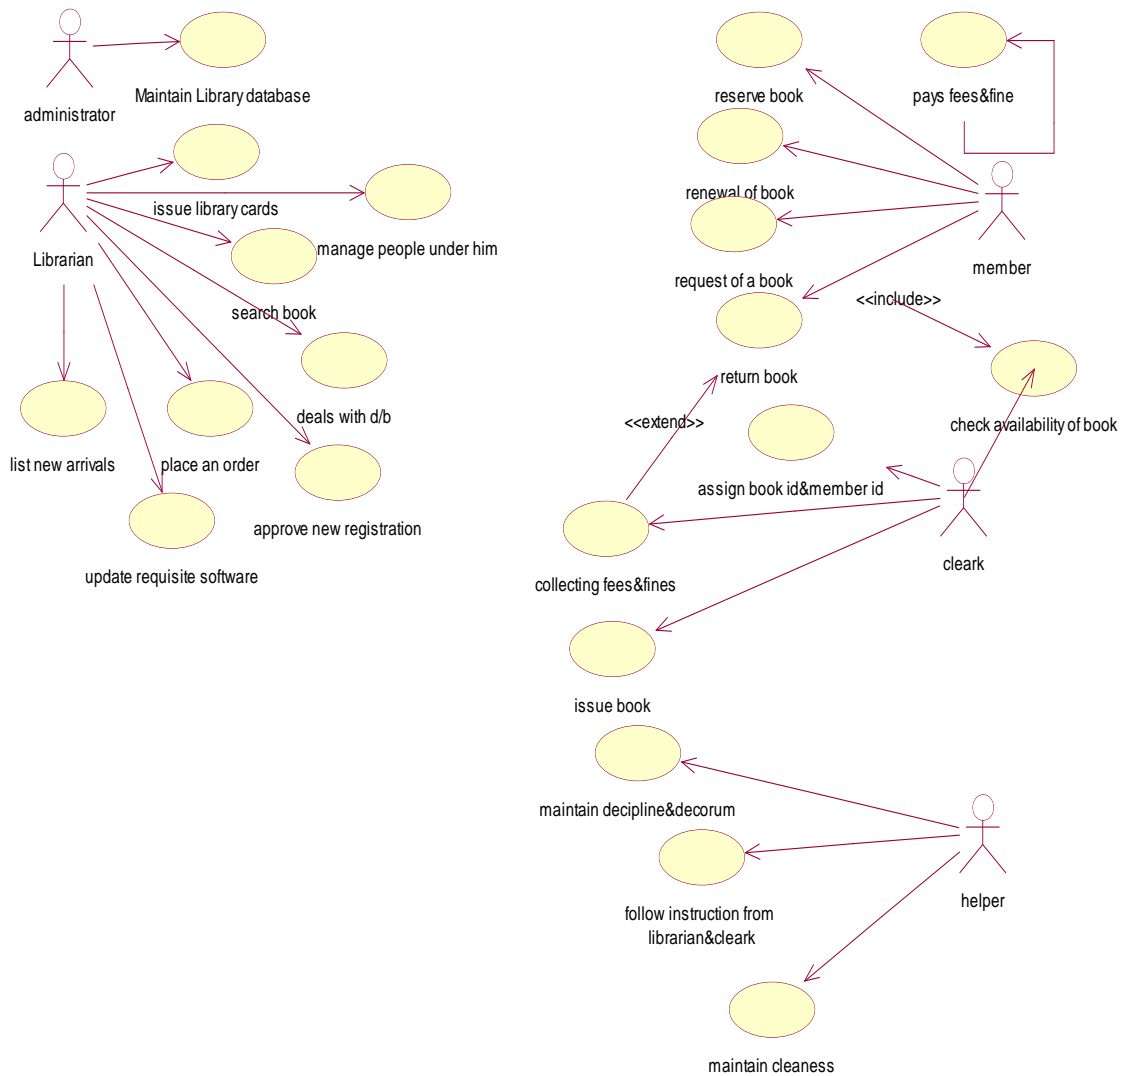 Maintain Library database
administrator
issue library cards
manage people under him
Librarian
search book
deals with d/b
list new arrivals
place an order
approve new registration
update requisite software
reserve book
pays fees&fine
renewal of book
member
request of a book
<<include>>
return book
<<extend>>
check availability of book
assign book id&member id
cleark
collecting fees&fines
issue book
maintain decipline&decorum
helper
follow instruction from
librarian&cleark
maintain cleaness